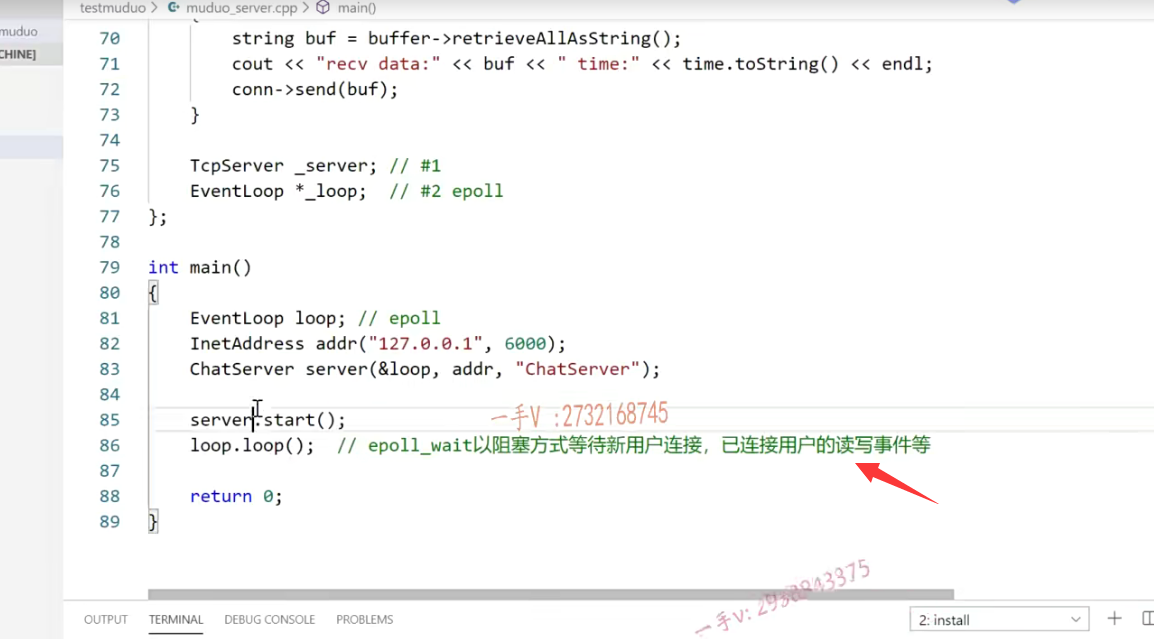 testmuduo > muduo_server.cpp > main()
muduo
CHINE]
70 string buf = buffer->retrieveAllAsString();
71 cout << "recv data:" << buf << " time:" << time.toString() << endl;
72 conn->send(buf);
73 }
74
75 TcpServer _server; // #1
76 EventLoop *_loop; // #2 epoll
77 };
78
79 int main()
80 {
81 EventLoop loop; // epoll
82 InetAddress addr("127.0.0.1", 6000);
83 ChatServer server(&loop, addr, "ChatServer");
84
85 server.start();
一手V :2732168745
86 loop.loop(); // epoll_wait以阻塞方式等待新用户连接，已连接用户的读写事件等
87
88 return 0;
89 }
一手V: 2938843375
OUTPUT TERMINAL DEBUG CONSOLE PROBLEMS 2: install